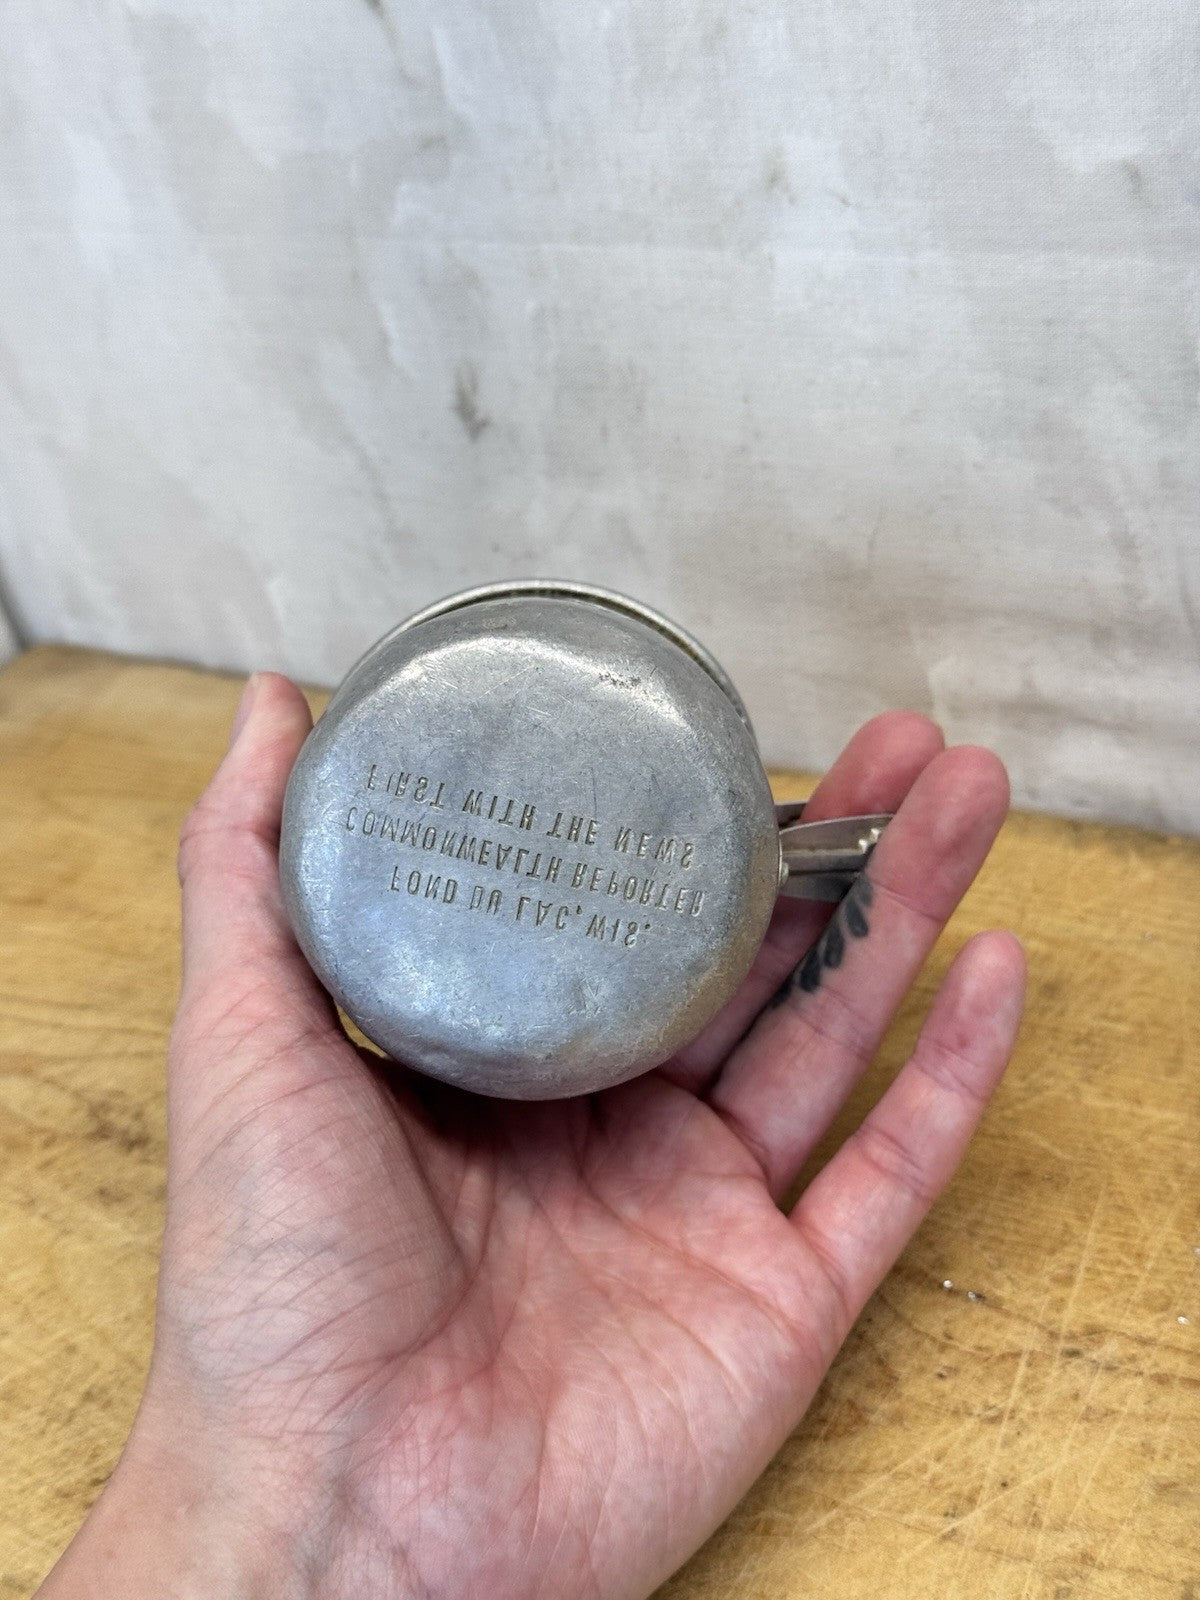 FOND DU LAC, WIS.
COMMONWEALTH REPORTER
FIRST WITH THE NEWS